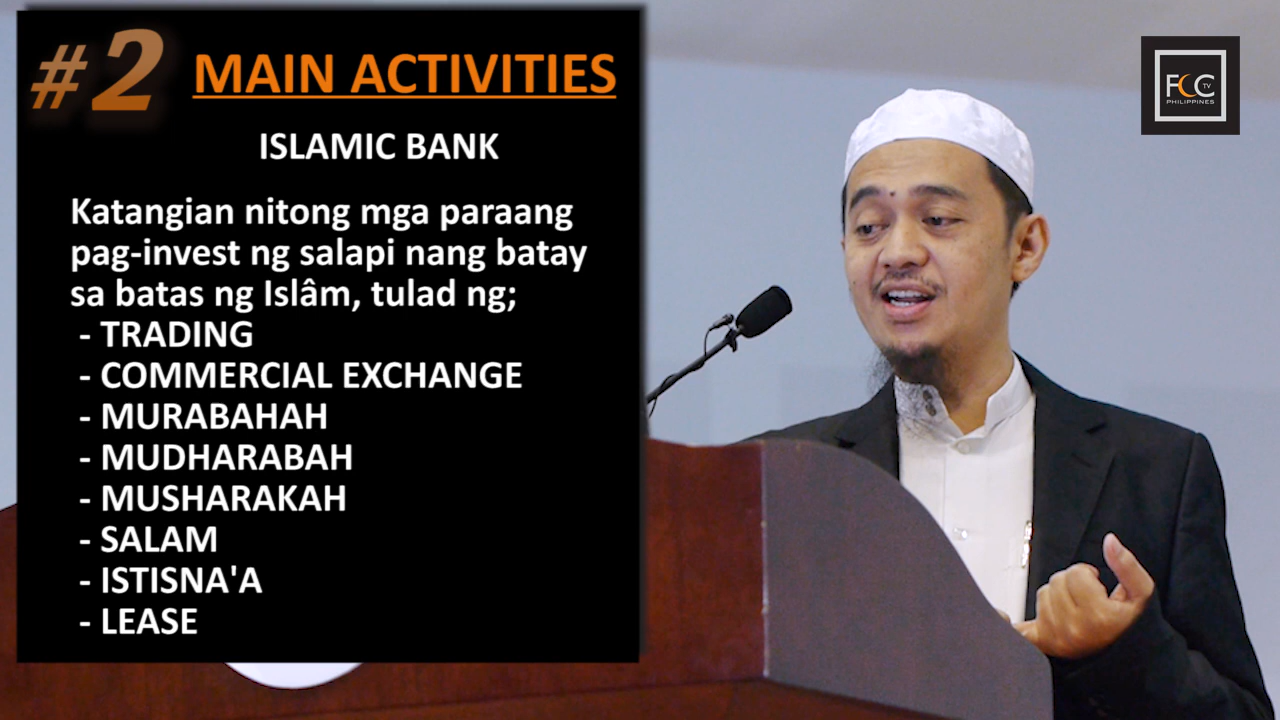 #2 MAIN ACTIVITIES
ISLAMIC BANK
Katangian nitong mga paraang
pag-invest ng salapi nang batay
sa batas ng Islâm, tulad ng;
- TRADING
- COMMERCIAL EXCHANGE
- MURABAHAH
- MUDHARABAH
- MUSHARAKAH
- SALAM
- ISTISNA'A
- LEASE
FCC
TV
PHILIPPINES